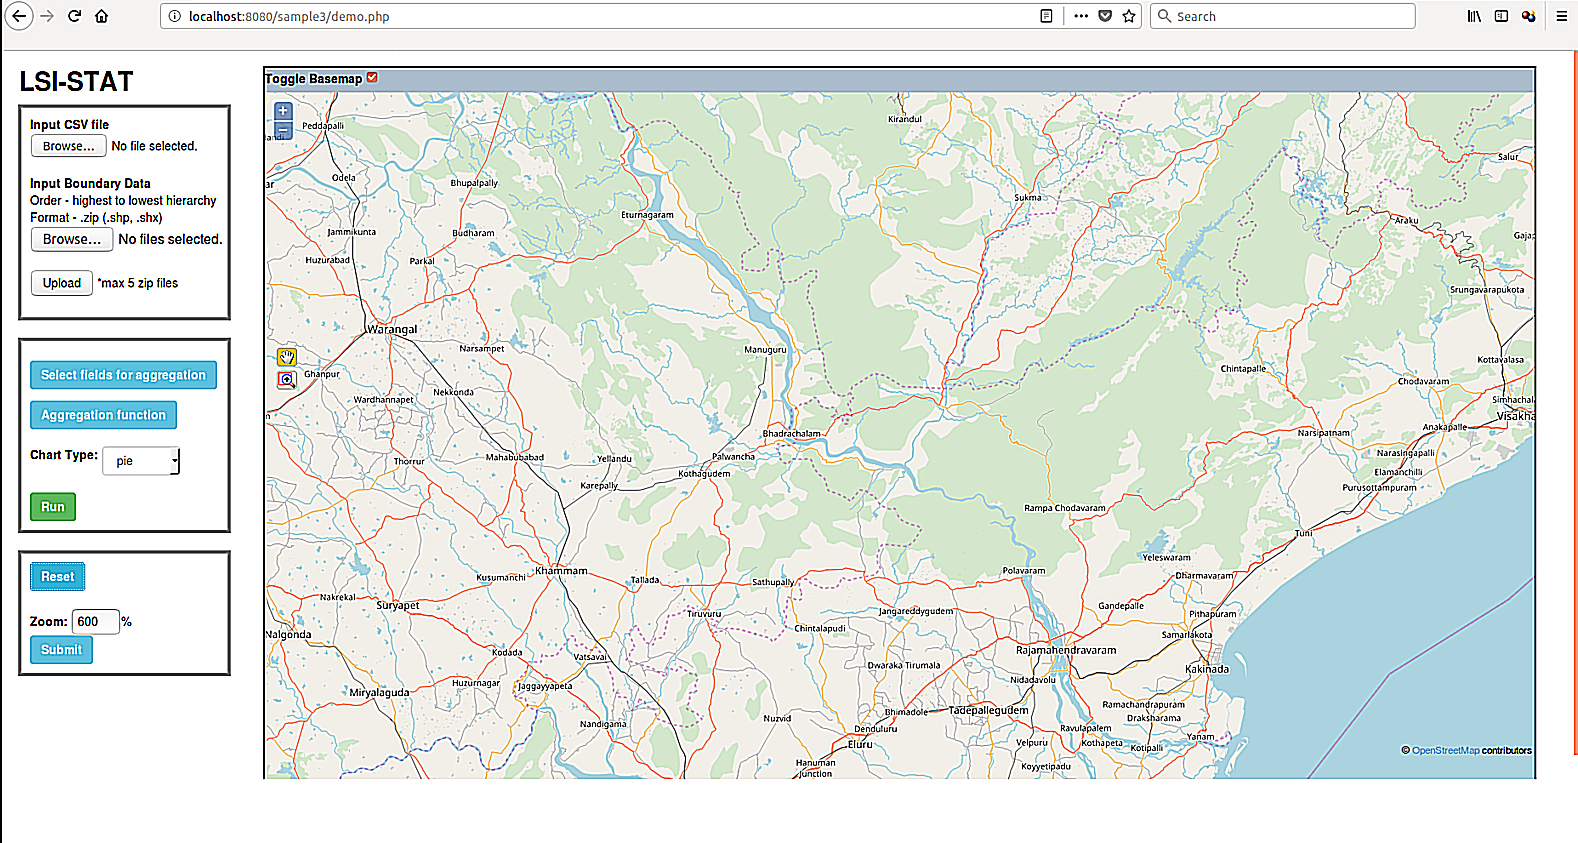 localhost:8080/sample3/demo.php
Search
LSI-STAT
Input CSV file
Browse... No file selected.
Input Boundary Data
Order - highest to lowest hierarchy
Format - .zip (.shp, .shx)
Browse... No files selected.
Upload *max 5 zip files
Select fields for aggregation
Aggregation function
Chart Type: pie
Run
Reset
Zoom: 600 %
Submit
Toggle Basemap
+
−
Peddapalli
Kirandul
Salur
Odela
Bhupalpally
Sukma
Eturnagaram
Araku
Jammikunta
Budharam
Huzurabad
Parkal
Srungavarapukota
Warangal
Narsampet
Manuguru
Kottavalasa
Ghanpur
Chintapalle
Chodavaram
Nekkonda
Wardhannapet
Bhadrachalam
Narsipatnam
Anakapalle
Mahabubabad
Palwancha
Narasingapalli
Thorrur
Yellandu
Kothagudem
Elamanchilli
Karepally
Purusottampuram
Rampa Chodavaram
Tuni
Yeleswaram
Khammam
Polavaram
Dharmavaram
Kusumanchi
Tallada
Sathupally
Nakrekal
Suryapet
Tiruvuru
Jangareddygudem
Gandepalle
Pithapuram
Nalgonda
Chintalapudi
Samarlakota
Kodada
Vatsavai
Dwaraka Tirumala
Rajamahendravaram
Kakinada
Miryalaguda
Huzurnagar
Jaggayyapeta
Nidadavolu
Nandigama
Nuzvid
Bhimadole
Tadepallegudem
Ramachandrapuram
Draksharama
Denduluru
Ravulapalem
Eluru
Velpuru
Kothapeta
Kotipalli
Yanam
Hanuman
Junction
Koyyetipadu
© OpenStreetMap contributors